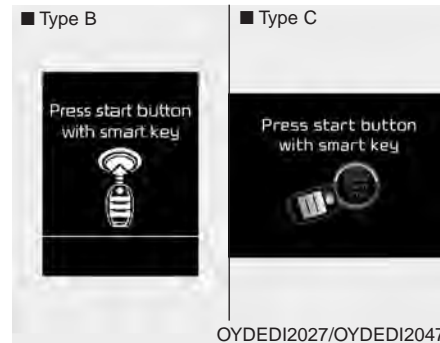 ■ Type B
Press start button
with smart key
■ Type C
Press start button
with smart key
OYDEDI2027/OYDEDI2047